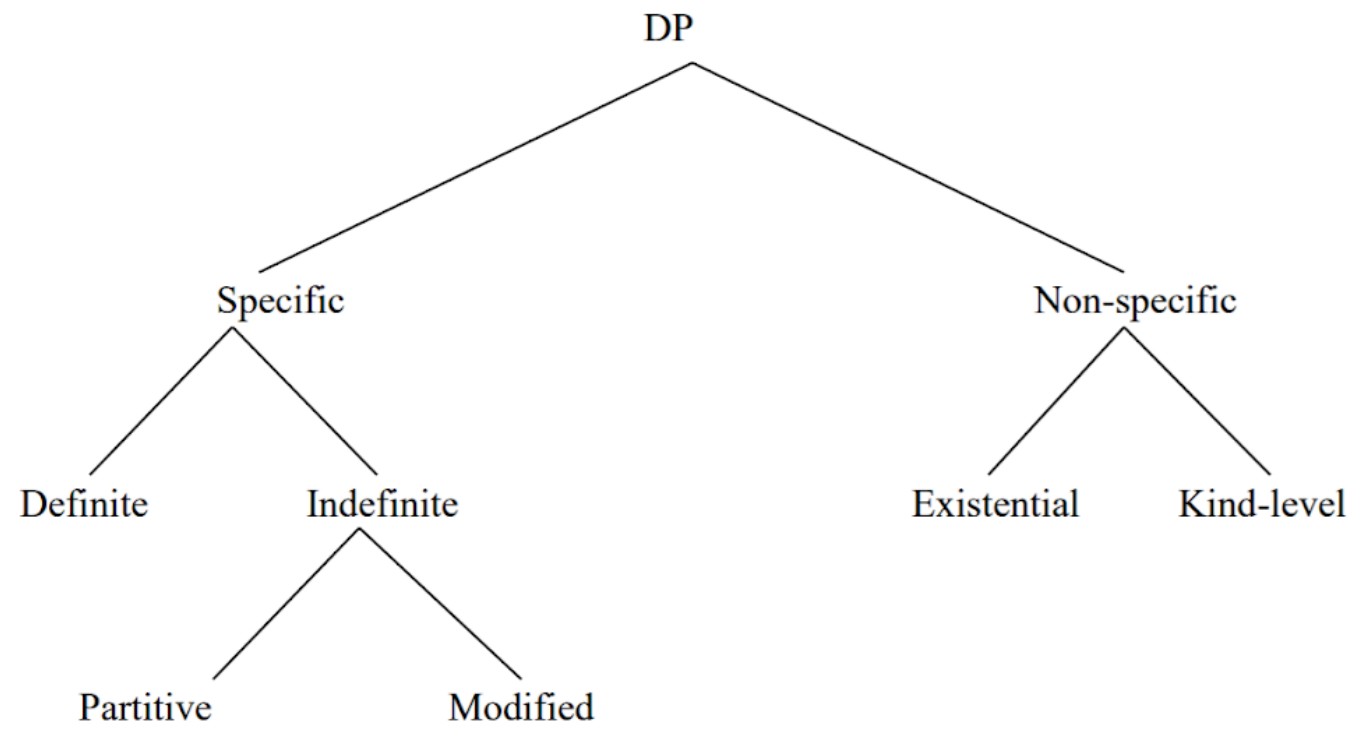 DP
Specific Non-specific
Definite Indefinite Existential Kind-level
Partitive Modified